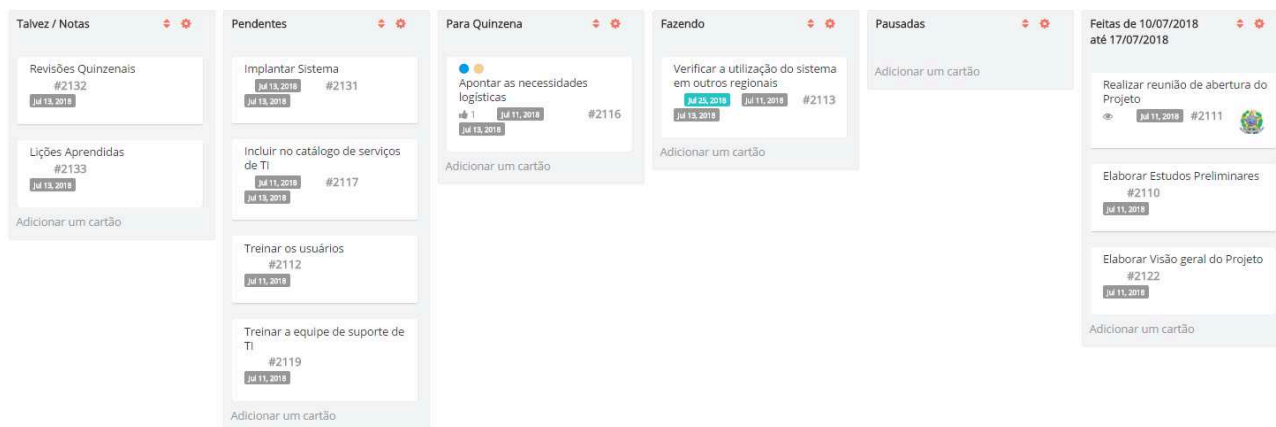 Talvez / Notas
Revisões Quinzenais
#2132
Jul 13, 2018
Lições Aprendidas
#2133
Jul 13, 2018
Adicionar um cartão
Pendentes
Implantar Sistema
Jul 13, 2018 #2131
Jul 13, 2018
Incluir no catálogo de serviços
de TI
Jul 11, 2018 #2117
Jul 13, 2018
Treinar os usuários
#2112
Jul 11, 2018
Treinar a equipe de suporte de
TI
#2119
Jul 11, 2018
Adicionar um cartão
Para Quinzena
Apontar as necessidades
logísticas
1 Jul 11, 2018 #2116
Jul 13, 2018
Adicionar um cartão
Fazendo
Verificar a utilização do sistema
em outros regionais
Jul 25, 2018 Jul 11, 2018 #2113
Jul 13, 2018
Adicionar um cartão
Pausadas
Adicionar um cartão
Feitas de 10/07/2018
até 17/07/2018
Realizar reunião de abertura do
Projeto
Jul 11, 2018 #2111
Elaborar Estudos Preliminares
#2110
Jul 11, 2018
Elaborar Visão geral do Projeto
#2122
Jul 11, 2018
Adicionar um cartão